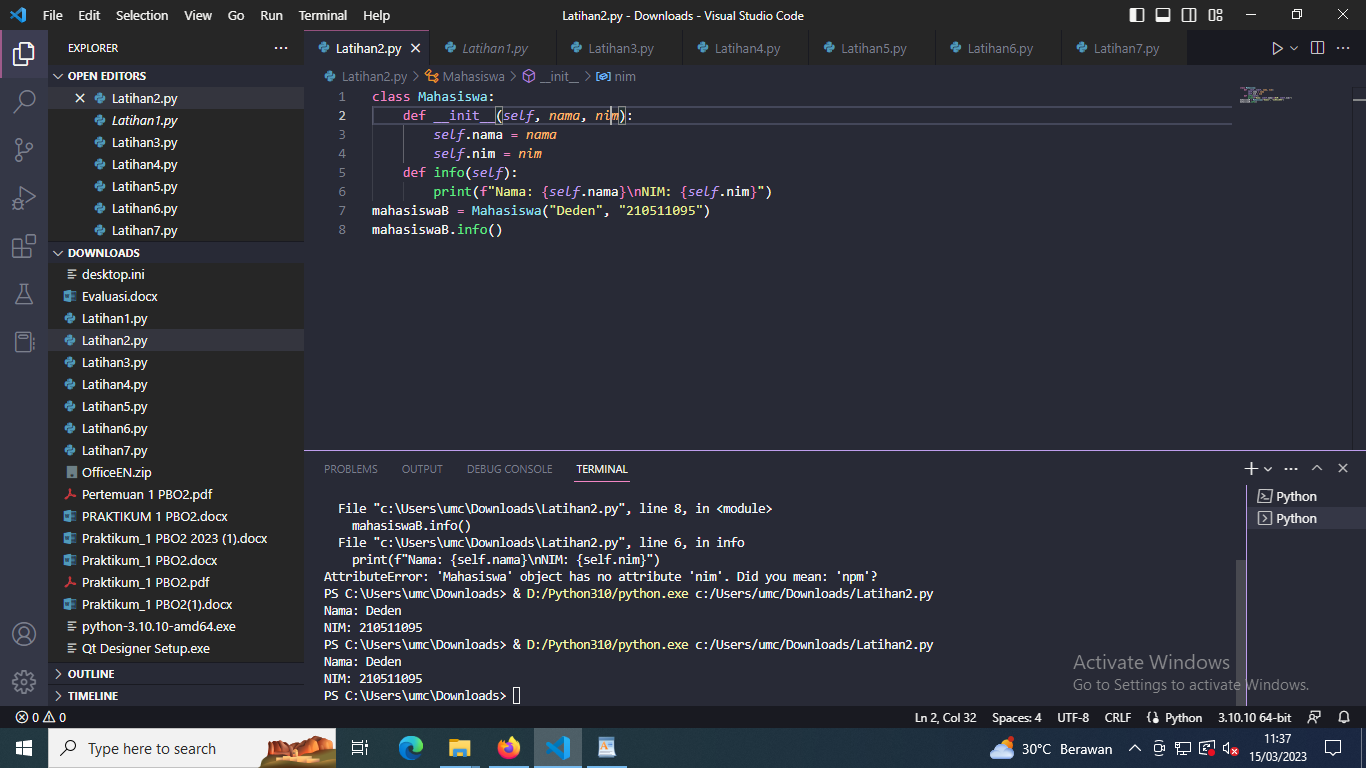 File Edit Selection View Go Run Terminal Help Latihan2.py - Downloads - Visual Studio Code
EXPLORER
OPEN EDITORS
Latihan2.py
Latihan1.py
Latihan3.py
Latihan4.py
Latihan5.py
Latihan6.py
Latihan7.py
DOWNLOADS
desktop.ini
Evaluasi.docx
Latihan1.py
Latihan2.py
Latihan3.py
Latihan4.py
Latihan5.py
Latihan6.py
Latihan7.py
OfficeEN.zip
Pertemuan 1 PBO2.pdf
PRAKTIKUM 1 PBO2.docx
Praktikum_1 PBO2 2023 (1).docx
Praktikum_1 PBO2.docx
Praktikum_1 PBO2.pdf
Praktikum_1 PBO2(1).docx
python-3.10.10-amd64.exe
Qt Designer Setup.exe
OUTLINE
TIMELINE
Latihan2.py Latihan1.py Latihan3.py Latihan4.py Latihan5.py Latihan6.py Latihan7.py
Latihan2.py > Mahasiswa > __init__ > nim
1 class Mahasiswa:
2 def __init__(self, nama, nim):
3 self.nama = nama
4 self.nim = nim
5 def info(self):
6 print(f"Nama: {self.nama}\nNIM: {self.nim}")
7 mahasiswaB = Mahasiswa("Deden", "210511095")
8 mahasiswaB.info()
PROBLEMS OUTPUT DEBUG CONSOLE TERMINAL
File "c:\Users\umc\Downloads\Latihan2.py", line 8, in <module>
mahasiswaB.info()
File "c:\Users\umc\Downloads\Latihan2.py", line 6, in info
print(f"Nama: {self.nama}\nNIM: {self.nim}")
AttributeError: 'Mahasiswa' object has no attribute 'nim'. Did you mean: 'npm'?
PS C:\Users\umc\Downloads> & D:/Python310/python.exe c:/Users/umc/Downloads/Latihan2.py
Nama: Deden
NIM: 210511095
PS C:\Users\umc\Downloads> & D:/Python310/python.exe c:/Users/umc/Downloads/Latihan2.py
Nama: Deden
NIM: 210511095
PS C:\Users\umc\Downloads>
Python
Python
Activate Windows
Go to Settings to activate Windows.
0 0 Ln 2, Col 32 Spaces: 4 UTF-8 CRLF Python 3.10.10 64-bit
Type here to search
30°C Berawan
11:37
15/03/2023